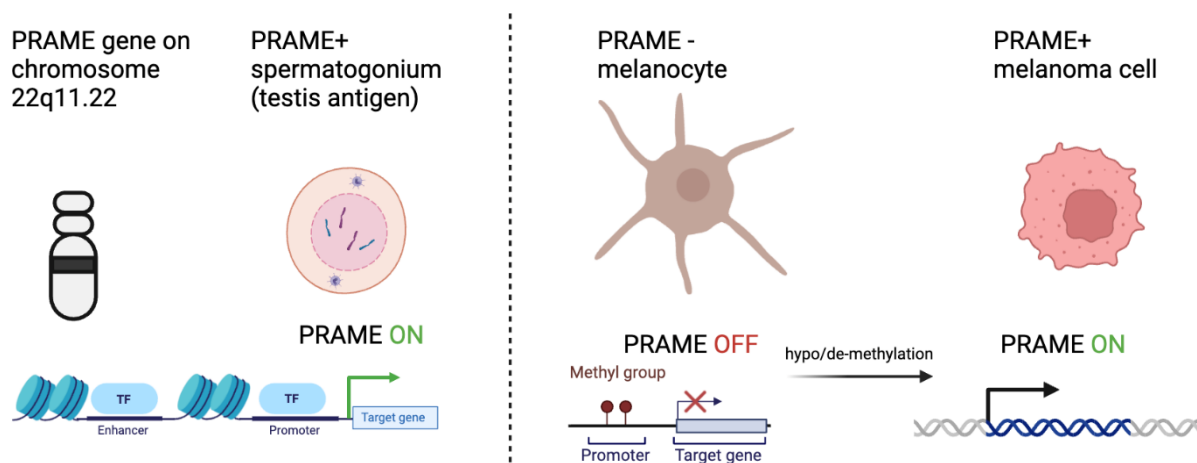 PRAME gene on
chromosome
22q11.22
PRAME+
spermatogonium
(testis antigen)
PRAME ON
TF
TF
Enhancer
Promoter
Target gene
PRAME -
melanocyte
PRAME+
melanoma cell
PRAME OFF
hypo/de-methylation
PRAME ON
Methyl group
Promoter
Target gene